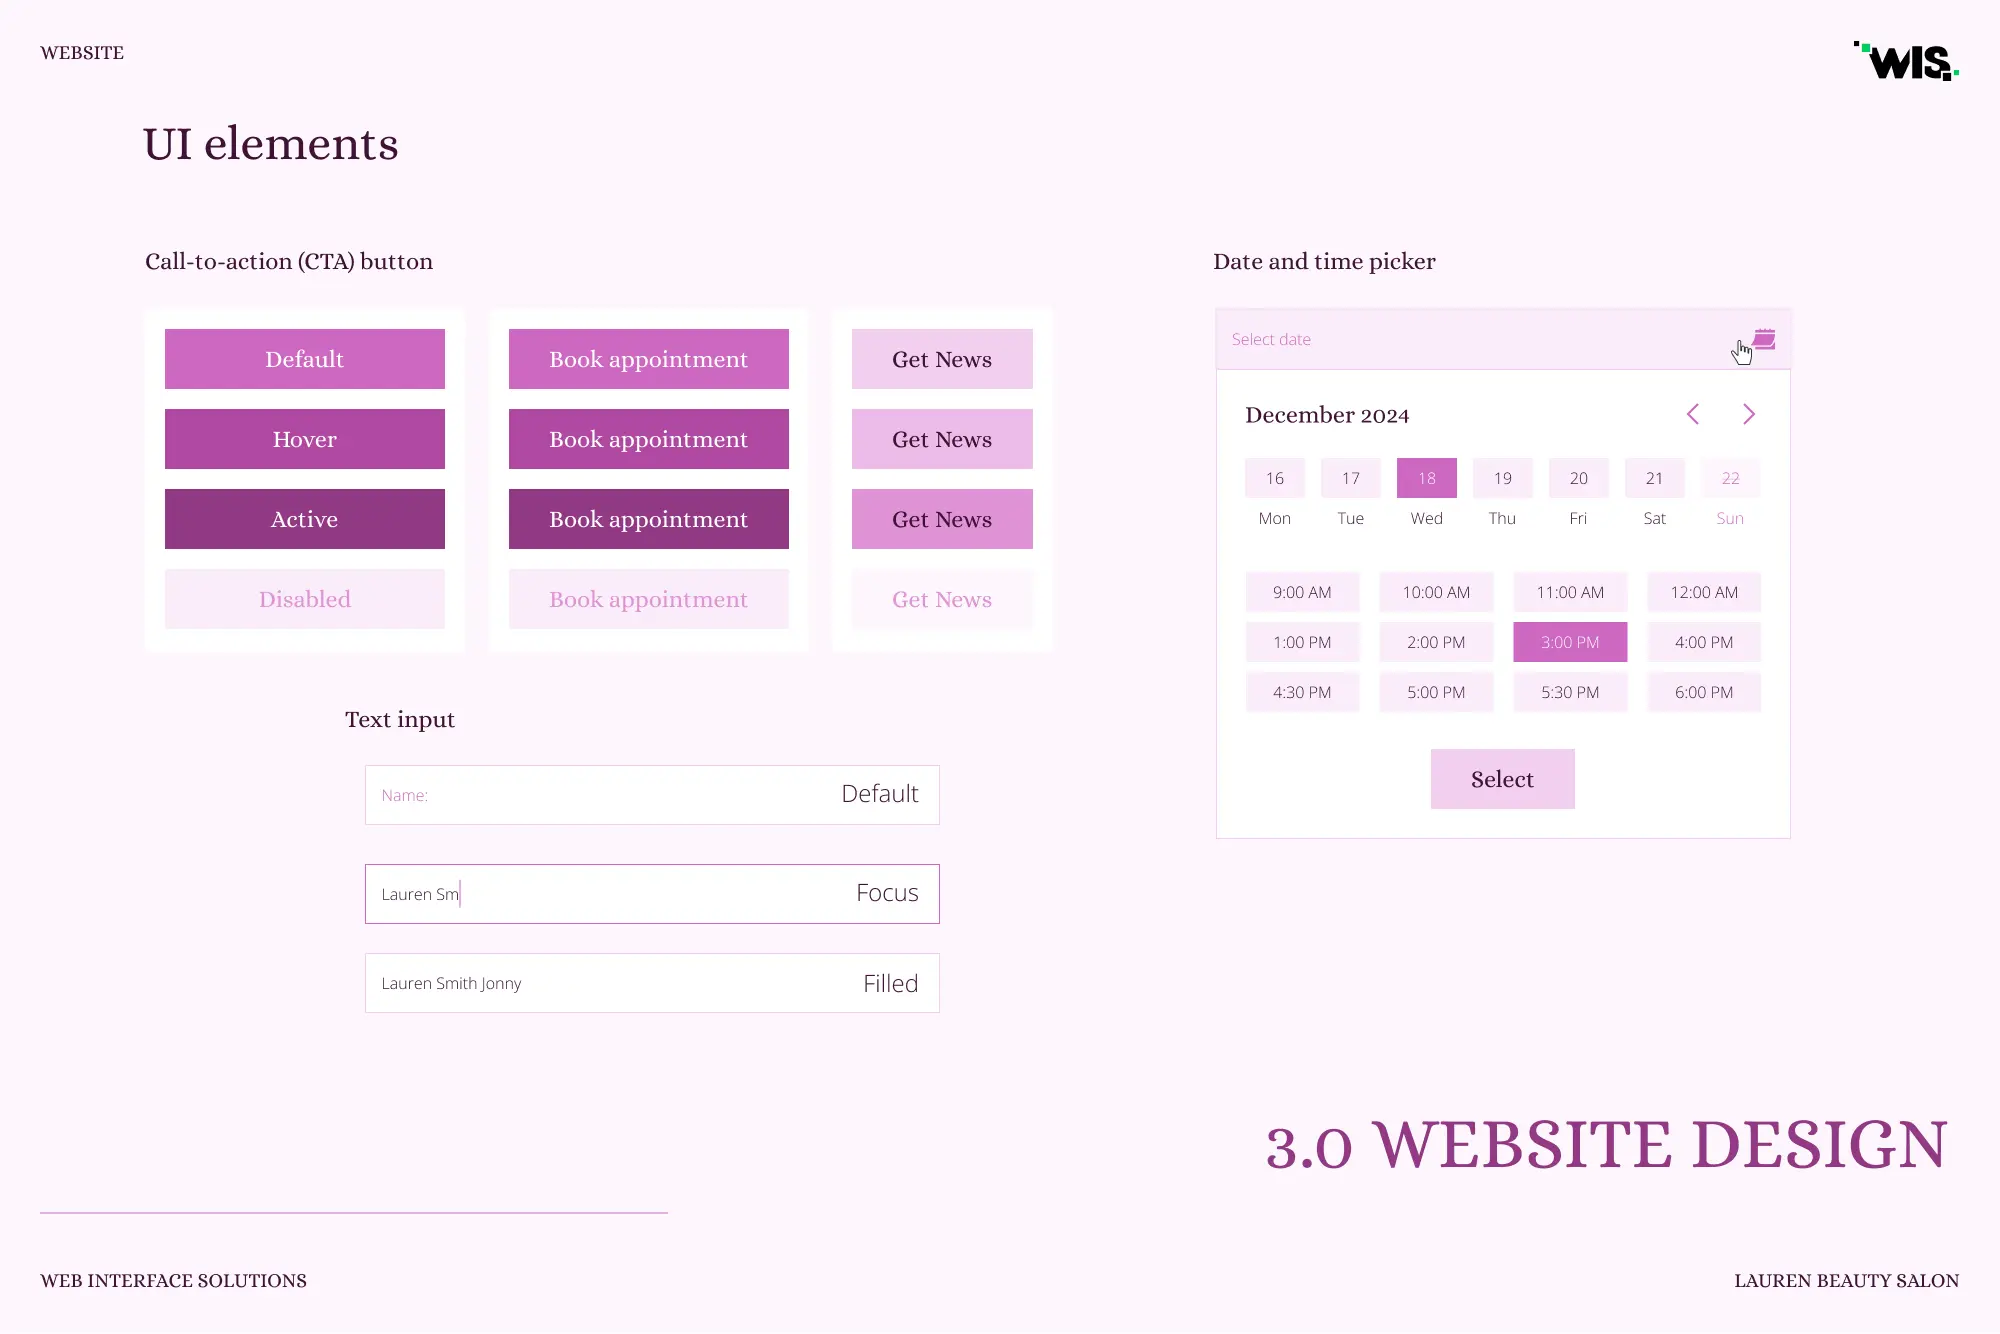 WEBSITE
WIS.
UI elements
Call-to-action (CTA) button
Default
Hover
Active
Disabled
Book appointment
Book appointment
Book appointment
Book appointment
Get News
Get News
Get News
Get News
Text input
Name:
Default
Lauren Sm
Focus
Lauren Smith Jonny
Filled
Date and time picker
Select date
December 2024
16 17 18 19 20 21 22
Mon Tue Wed Thu Fri Sat Sun
9:00 AM 10:00 AM 11:00 AM 12:00 AM
1:00 PM 2:00 PM 3:00 PM 4:00 PM
4:30 PM 5:00 PM 5:30 PM 6:00 PM
Select
3.0 WEBSITE DESIGN
WEB INTERFACE SOLUTIONS
LAUREN BEAUTY SALON